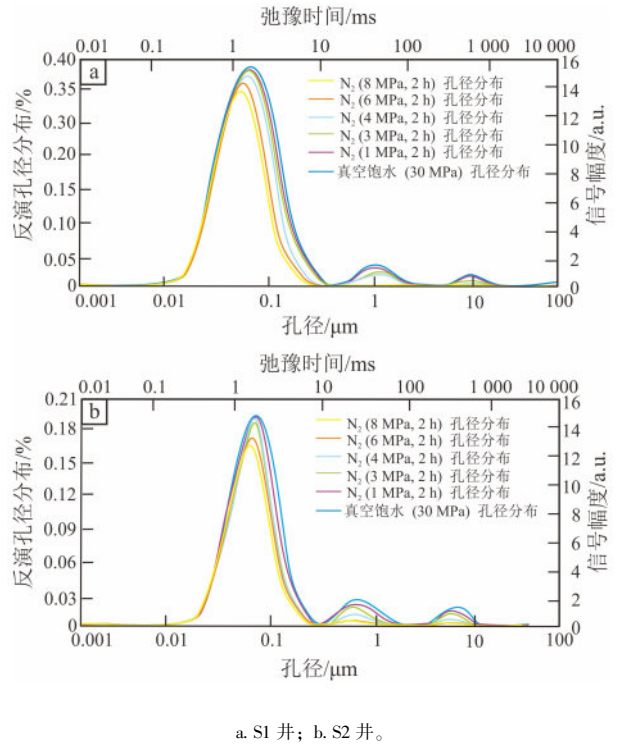 弛豫时间/ms
0.01 0.1 1 10 100 1 000 10 000
a
0.40 0.35 0.30 0.20 0.15 0.10 0.05 0
反演孔径分布/%
N₂ (8 MPa, 2 h) 孔径分布
N₂ (6 MPa, 2 h) 孔径分布
N₂ (4 MPa, 2 h) 孔径分布
N₂ (3 MPa, 2 h) 孔径分布
N₂ (1 MPa, 2 h) 孔径分布
真空饱水 (30 MPa) 孔径分布
16 14 12 10 8 6 4 2 0
信号幅度/a.u.
0.001 0.01 0.1 1 10 100
孔径/μm
弛豫时间/ms
0.01 0.1 1 10 100 1 000 10 000
b
0.21 0.18 0.15 0.12 0.09 0.06 0.03 0
反演孔径分布/%
N₂ (8 MPa, 2 h) 孔径分布
N₂ (6 MPa, 2 h) 孔径分布
N₂ (4 MPa, 2 h) 孔径分布
N₂ (3 MPa, 2 h) 孔径分布
N₂ (1 MPa, 2 h) 孔径分布
真空饱水 (30 MPa) 孔径分布
16 14 12 10 8 6 4 2 0
信号幅度/a.u.
0.001 0.01 0.1 1 10 100
孔径/μm
a. S1 井；b. S2 井。